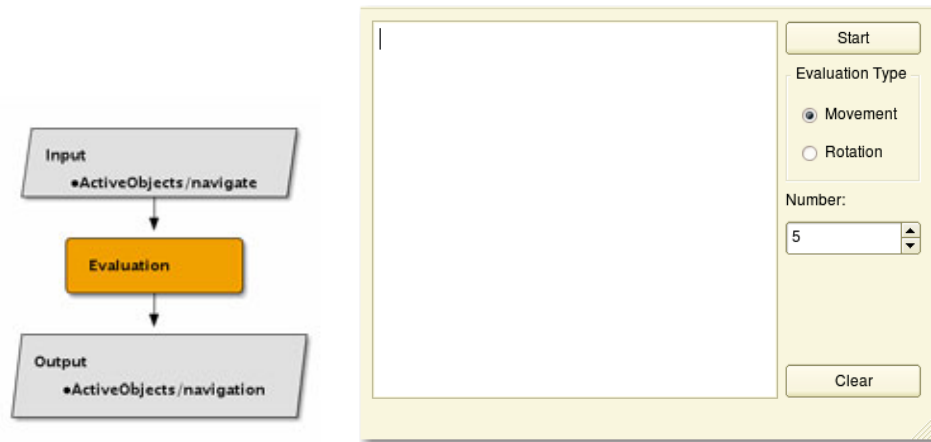 Input
•ActiveObjects/navigate
Evaluation
Output
•ActiveObjects/navigation
Start
Evaluation Type
Movement
Rotation
Number:
5
Clear